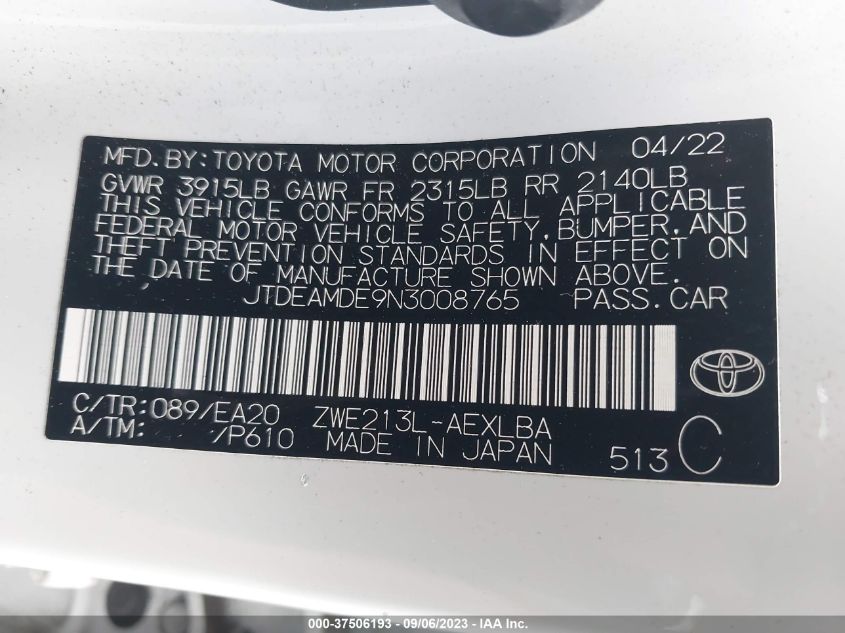 MFD.BY:TOYOTA MOTOR CORPORATION 04/22
GVWR 3915LB GAWR FR 2315LB RR 2140LB
THIS VEHICLE CONFORMS TO ALL APPLICABLE
FEDERAL MOTOR VEHICLE SAFETY,BUMPER,AND
THEFT PREVENTION STANDARDS IN EFFECT ON
THE DATE OF MANUFACTURE SHOWN ABOVE.
JTDEAMDE9N3008765 PASS.CAR
C/TR:089/EA20 ZWE213L-AEXLBA
A/TM: -/P610 MADE IN JAPAN 513 C
000-37506193 - 09/06/2023 - © IAA Inc.